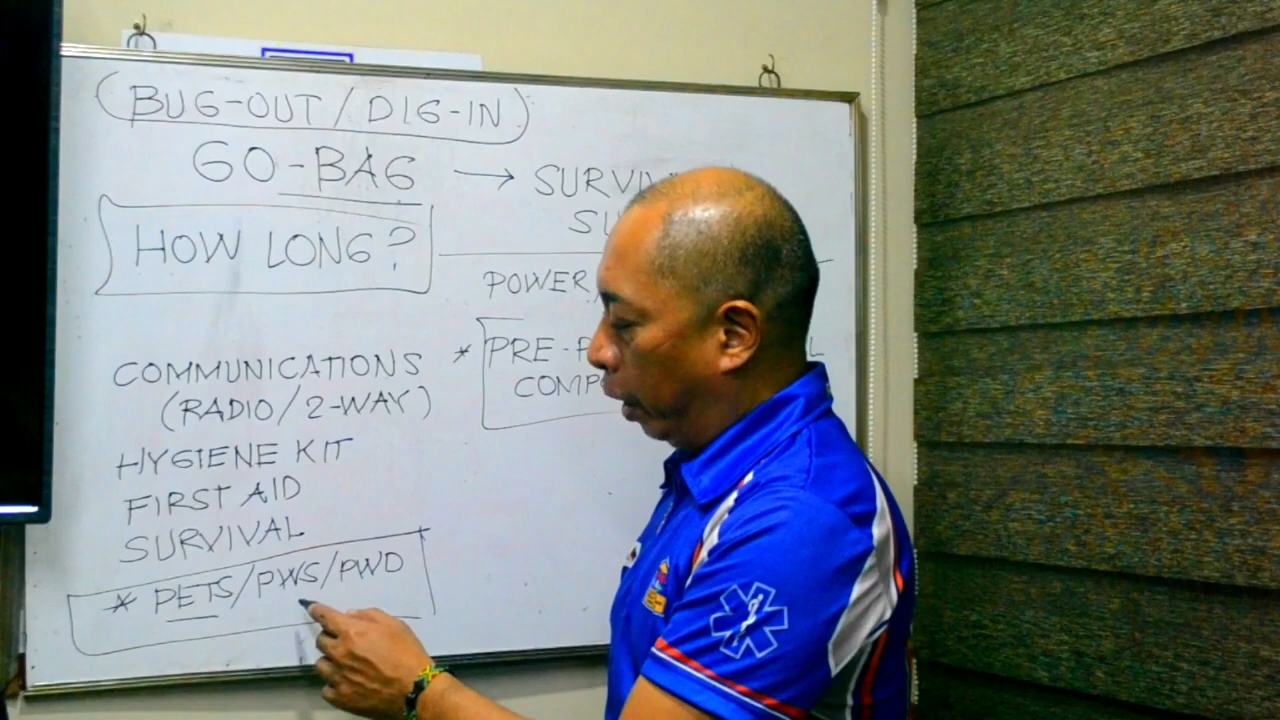 (BUG-OUT/DIG-IN)
GO-BAG →
HOW LONG?
POWER
COMMUNICATIONS
(RADIO/2-WAY)
HYGIENE KIT
FIRST AID
SURVIVAL
* PETS/PWS/PWD
* PRE-